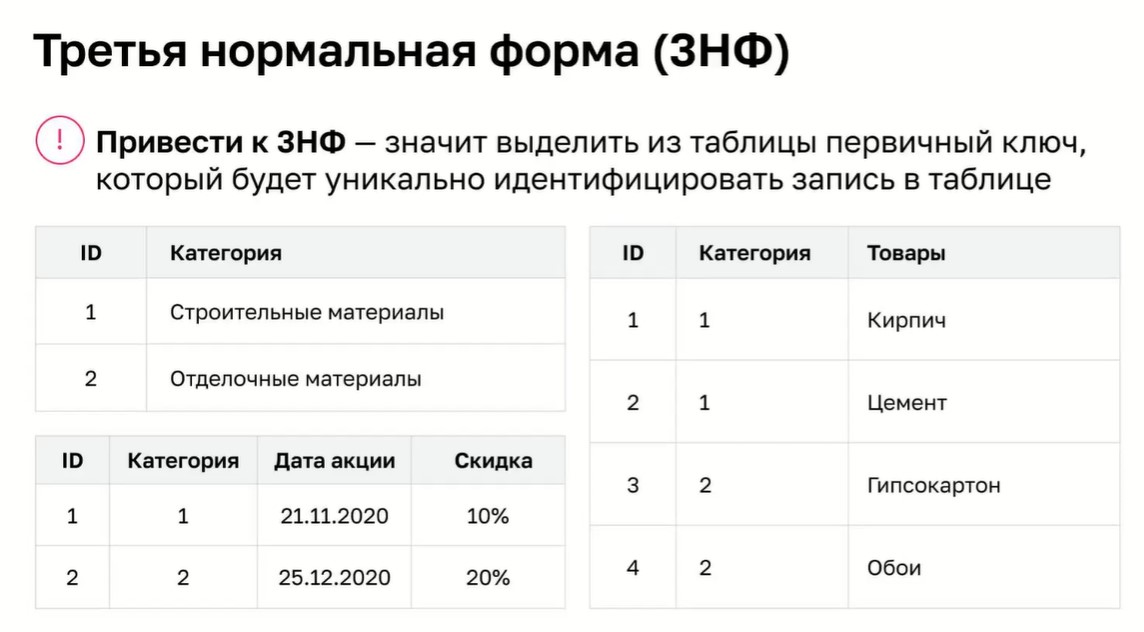 Третья нормальная форма (3НФ)
! Привести к 3НФ — значит выделить из таблицы первичный ключ,
который будет уникально идентифицировать запись в таблице
ID Категория
1 Строительные материалы
2 Отделочные материалы
ID Категория Дата акции Скидка
1 1 21.11.2020 10%
2 2 25.12.2020 20%
ID Категория Товары
1 1 Кирпич
2 1 Цемент
3 2 Гипсокартон
4 2 Обои